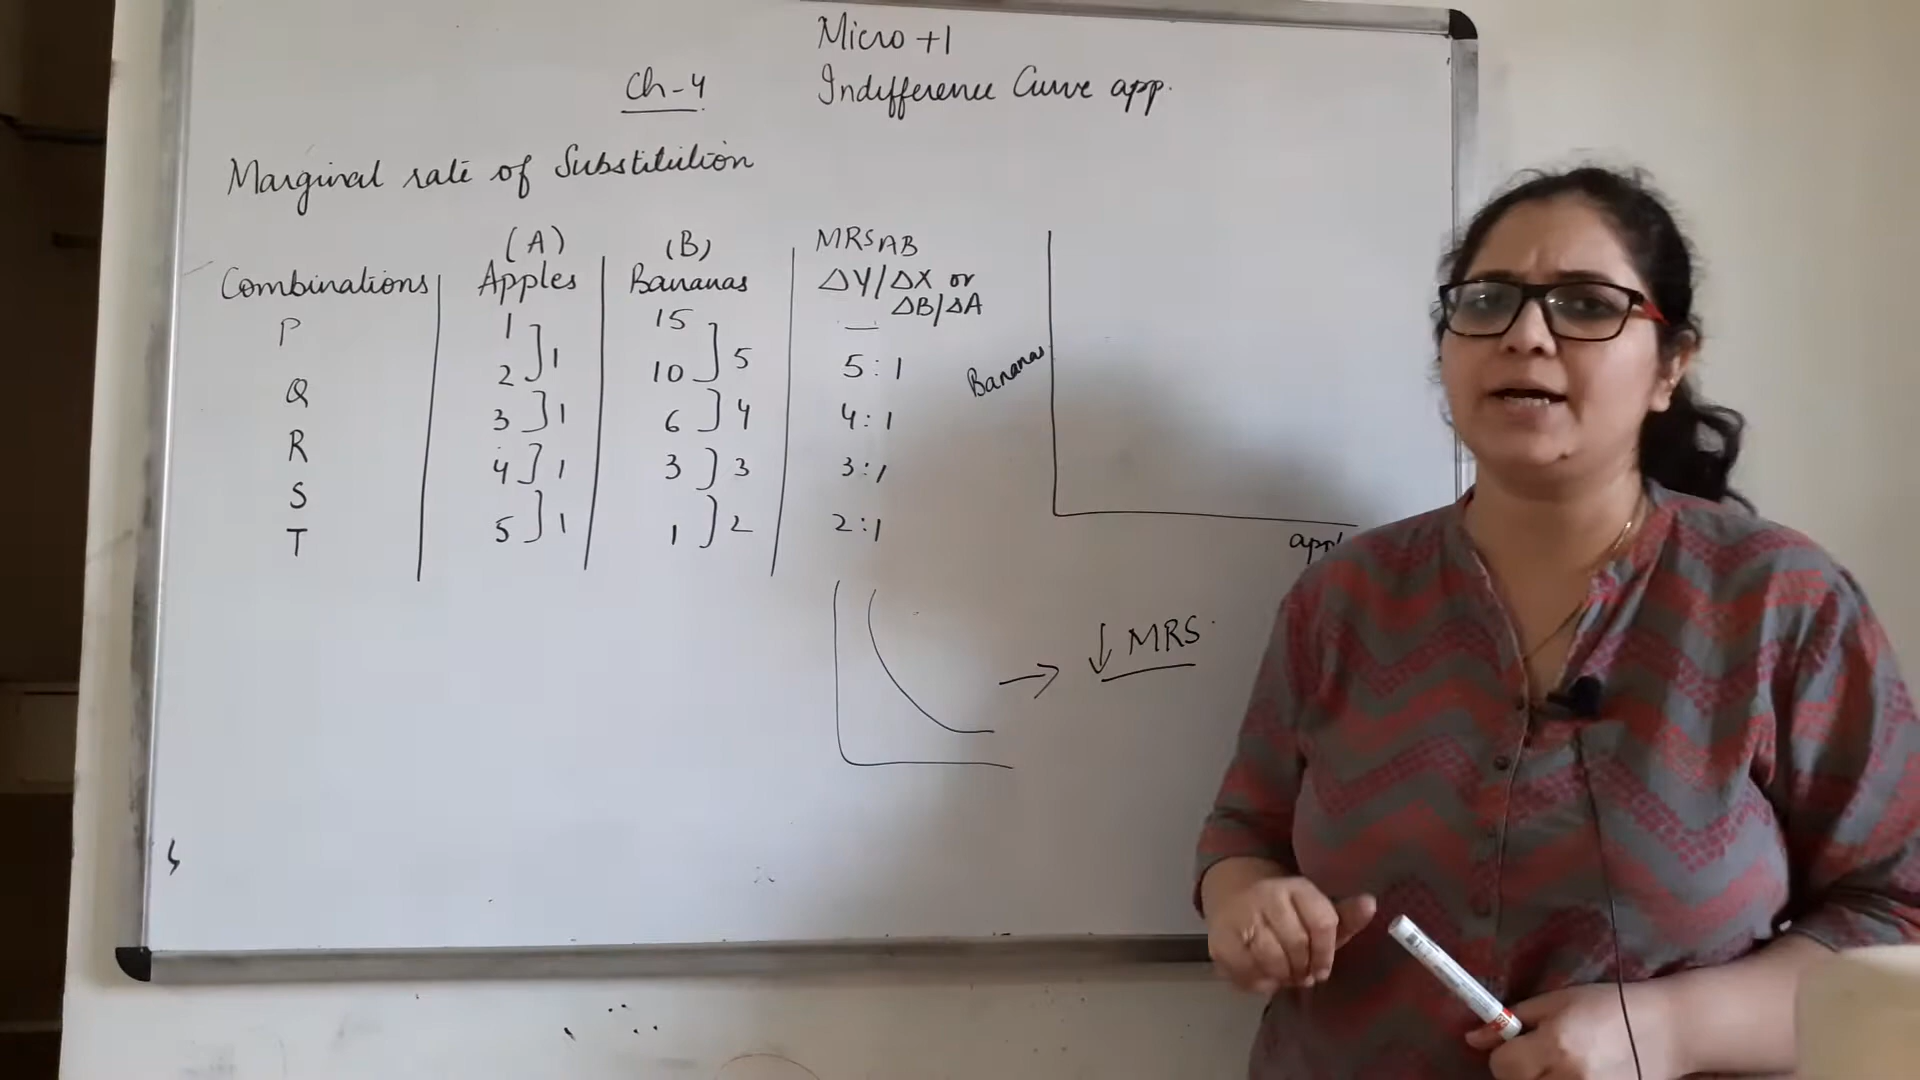 Micro +1
Ch-4 Indifference Curve app.
Marginal rate of Substitution
(A) (B) MRSAB
Combinations Apples Bananas ΔY/ΔX or
ΔB/ΔA
P 1 15 —
1 5
Q 2 10 5:1
1 4
R 3 6 4:1
1 3
S 4 3 3:1
1 2
T 5 1 2:1
Bananas
↓ MRS